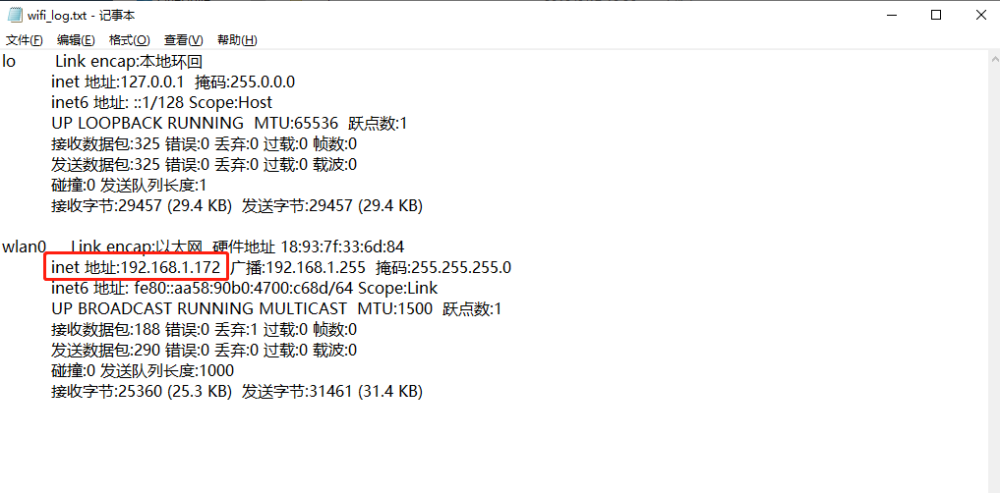 wifi_log.txt - 记事本
文件(F) 编辑(E) 格式(O) 查看(V) 帮助(H)
lo Link encap:本地环回
inet 地址:127.0.0.1 掩码:255.0.0.0
inet6 地址: ::1/128 Scope:Host
UP LOOPBACK RUNNING MTU:65536 跃点数:1
接收数据包:325 错误:0 丢弃:0 过载:0 帧数:0
发送数据包:325 错误:0 丢弃:0 过载:0 载波:0
碰撞:0 发送队列长度:1
接收字节:29457 (29.4 KB) 发送字节:29457 (29.4 KB)
wlan0 Link encap:以太网 硬件地址 18:93:7f:33:6d:84
inet 地址:192.168.1.172 广播:192.168.1.255 掩码:255.255.255.0
inet6 地址: fe80::aa58:90b0:4700:c68d/64 Scope:Link
UP BROADCAST RUNNING MULTICAST MTU:1500 跃点数:1
接收数据包:188 错误:0 丢弃:1 过载:0 帧数:0
发送数据包:290 错误:0 丢弃:0 过载:0 载波:0
碰撞:0 发送队列长度:1000
接收字节:25360 (25.3 KB) 发送字节:31461 (31.4 KB)